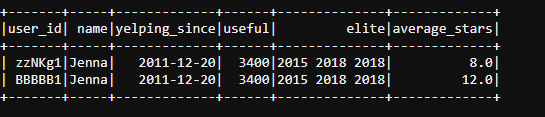 +-------+-----+-------------+------+--------------+-------------+
|user_id| name|yelping_since|useful|         elite|average_stars|
+-------+-----+-------------+------+--------------+-------------+
| zzNKg1|Jenna|   2011-12-20|  3400|2015 2018 2018|          8.0|
| BBBBB1|Jenna|   2011-12-20|  3400|2015 2018 2018|         12.0|
+-------+-----+-------------+------+--------------+-------------+